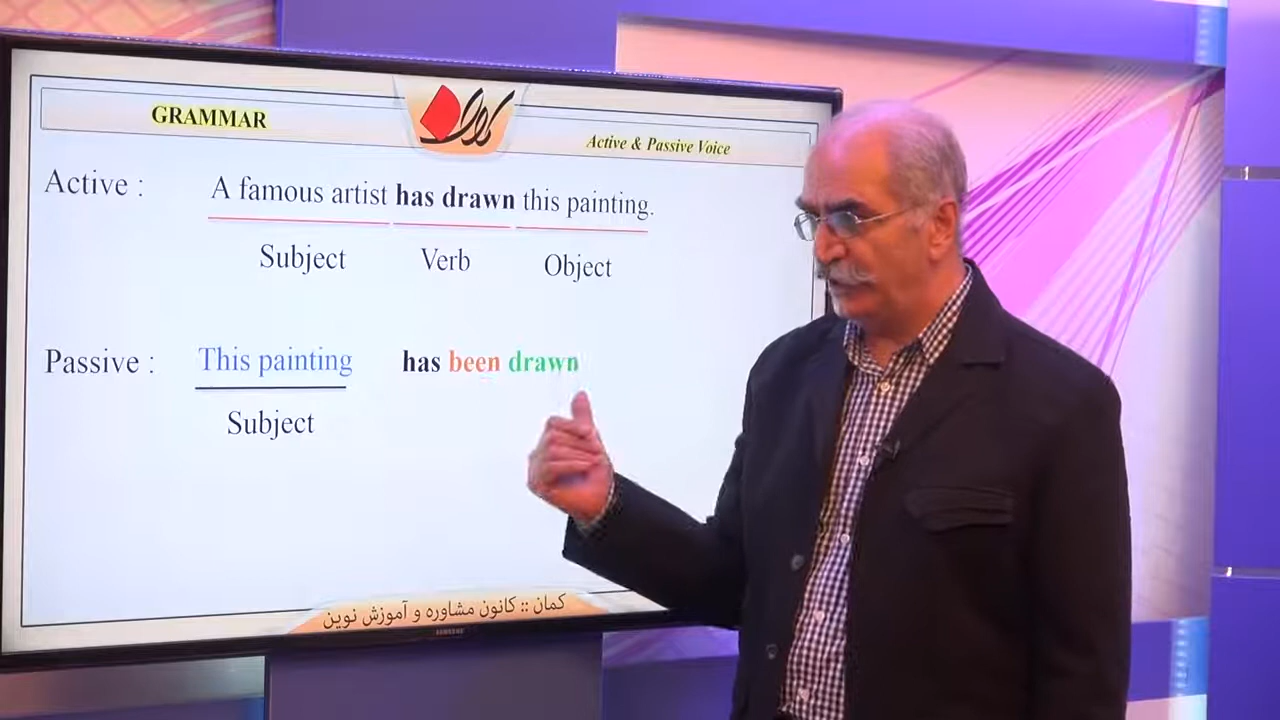 GRAMMAR
Active & Passive Voice
Active : A famous artist has drawn this painting.
Subject Verb Object
Passive : This painting has been drawn
Subject
کمان :: کانون مشاوره و آموزش نوین
SAMSUNG